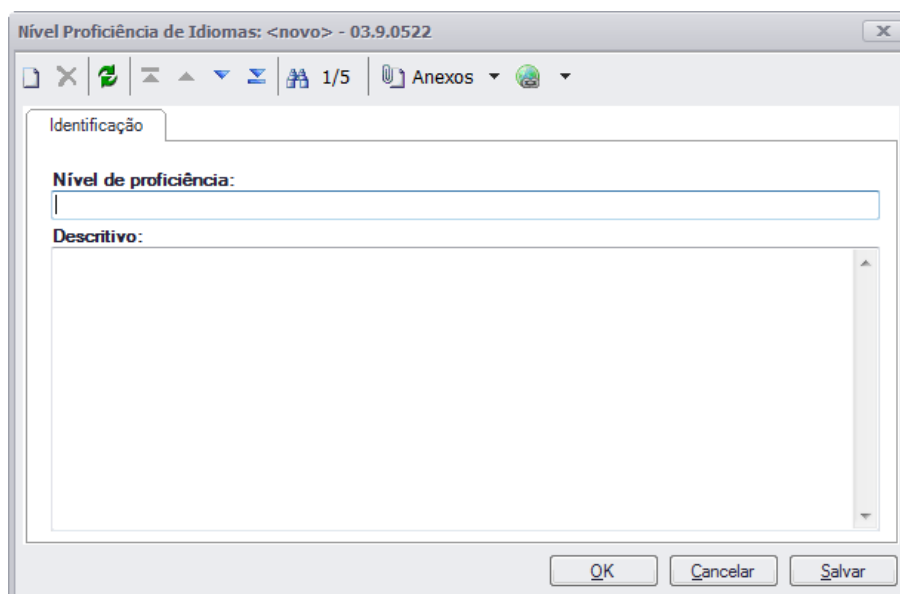 Nível Proficiência de Idiomas: <novo> - 03.9.0522
1/5 Anexos
Identificação
Nível de proficiência:
Descritivo:
OK Cancelar Salvar